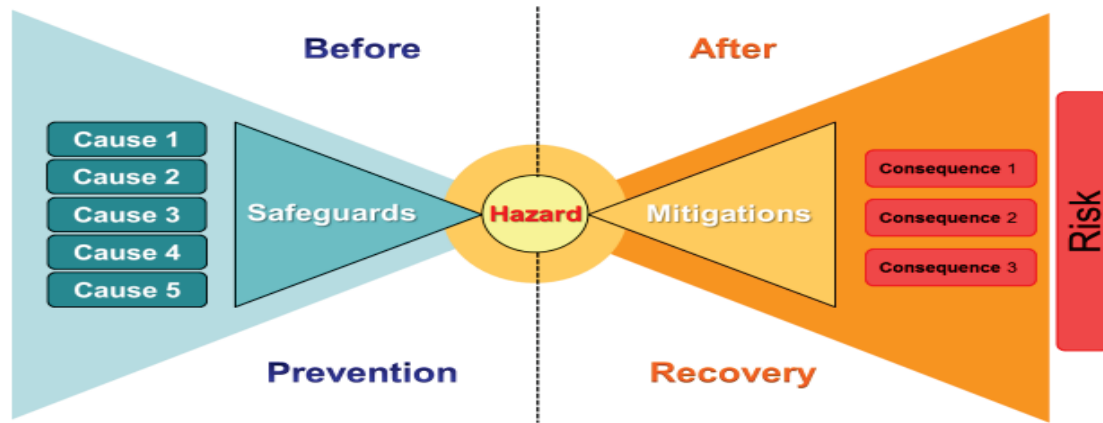 Before
After
Cause 1
Cause 2
Cause 3
Cause 4
Cause 5
Safeguards
Hazard
Mitigations
Consequence 1
Consequence 2
Consequence 3
Risk
Prevention
Recovery